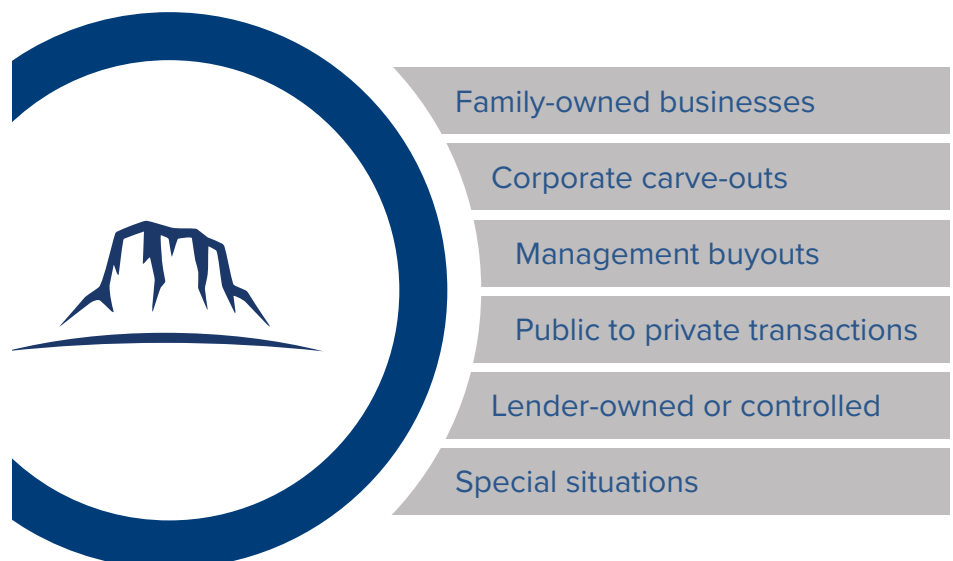 Family-owned businesses
Corporate carve-outs
Management buyouts
Public to private transactions
Lender-owned or controlled
Special situations